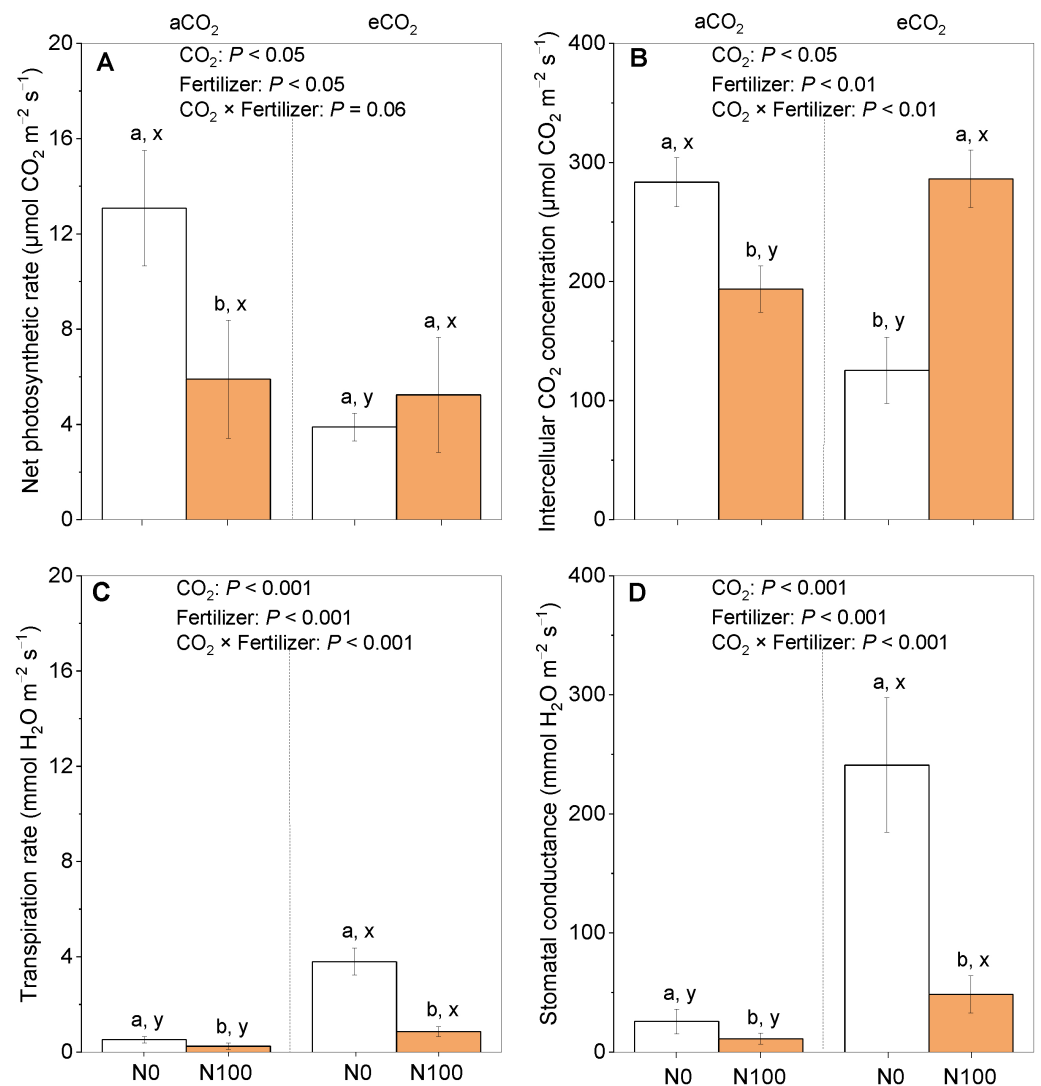 aCO₂ eCO₂
A
CO₂: P < 0.05
Fertilizer: P < 0.05
CO₂ × Fertilizer: P = 0.06
Net photosynthetic rate (μmol CO₂ m⁻² s⁻¹)
20
16
12
8
4
0
a, x
b, x
a, y
a, x
aCO₂ eCO₂
B
CO₂: P < 0.05
Fertilizer: P < 0.01
CO₂ × Fertilizer: P < 0.01
Intercellular CO₂ concentration (μmol CO₂ m⁻² s⁻¹)
400
300
200
100
0
a, x
b, y
b, y
a, x
C
CO₂: P < 0.001
Fertilizer: P < 0.001
CO₂ × Fertilizer: P < 0.001
Transpiration rate (mmol H₂O m⁻² s⁻¹)
20
16
12
8
4
0
a, y
b, y
a, x
b, x
N0 N100 N0 N100
D
CO₂: P < 0.001
Fertilizer: P < 0.001
CO₂ × Fertilizer: P < 0.001
Stomatal conductance (mmol H₂O m⁻² s⁻¹)
400
300
200
100
0
a, y
b, y
a, x
b, x
N0 N100 N0 N100